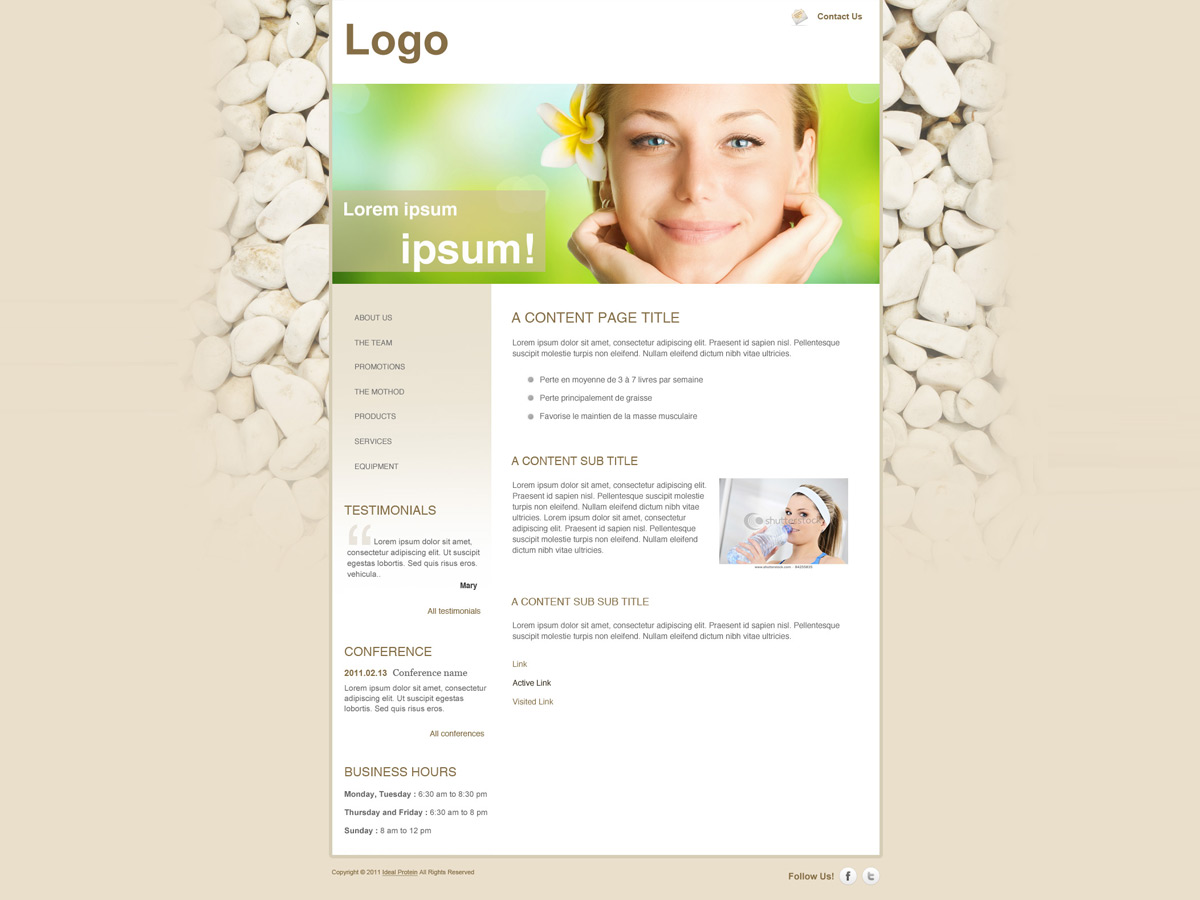 Contact Us
Logo
Lorem ipsum
ipsum!
ABOUT US
THE TEAM
PROMOTIONS
THE MOTHOD
PRODUCTS
SERVICES
EQUIPMENT
TESTIMONIALS
“ Lorem ipsum dolor sit amet,
consectetur adipiscing elit. Ut suscipit
egestas lobortis. Sed quis risus eros.
vehicula..
Mary
All testimonials
CONFERENCE
2011.02.13 Conference name
Lorem ipsum dolor sit amet, consectetur
adipiscing elit. Ut suscipit egestas
lobortis. Sed quis risus eros.
All conferences
BUSINESS HOURS
Monday, Tuesday : 6:30 am to 8:30 pm
Thursday and Friday : 6:30 am to 8 pm
Sunday : 8 am to 12 pm
A CONTENT PAGE TITLE
Lorem ipsum dolor sit amet, consectetur adipiscing elit. Praesent id sapien nisl. Pellentesque
suscipit molestie turpis non eleifend. Nullam eleifend dictum nibh vitae ultricies.
Perte en moyenne de 3 à 7 livres par semaine
Perte principalement de graisse
Favorise le maintien de la masse musculaire
A CONTENT SUB TITLE
Lorem ipsum dolor sit amet, consectetur adipiscing elit.
Praesent id sapien nisl. Pellentesque suscipit molestie
turpis non eleifend. Nullam eleifend dictum nibh vitae
ultricies. Lorem ipsum dolor sit amet, consectetur
adipiscing elit. Praesent id sapien nisl. Pellentesque
suscipit molestie turpis non eleifend. Nullam eleifend
dictum nibh vitae ultricies.
shutterstock
www.shutterstock.com
A CONTENT SUB SUB TITLE
Lorem ipsum dolor sit amet, consectetur adipiscing elit. Praesent id sapien nisl. Pellentesque
suscipit molestie turpis non eleifend. Nullam eleifend dictum nibh vitae ultricies.
Link
Active Link
Visited Link
Copyright © 2011 Ideal Protein All Rights Reserved
Follow Us!